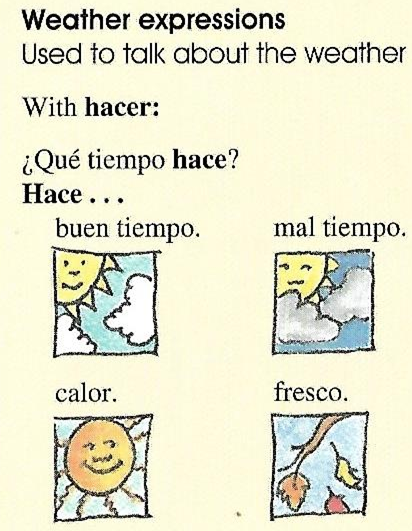 Weather expressions
Used to talk about the weather
With hacer:
¿Qué tiempo hace?
Hace . . .
buen tiempo.
mal tiempo.
calor.
fresco.